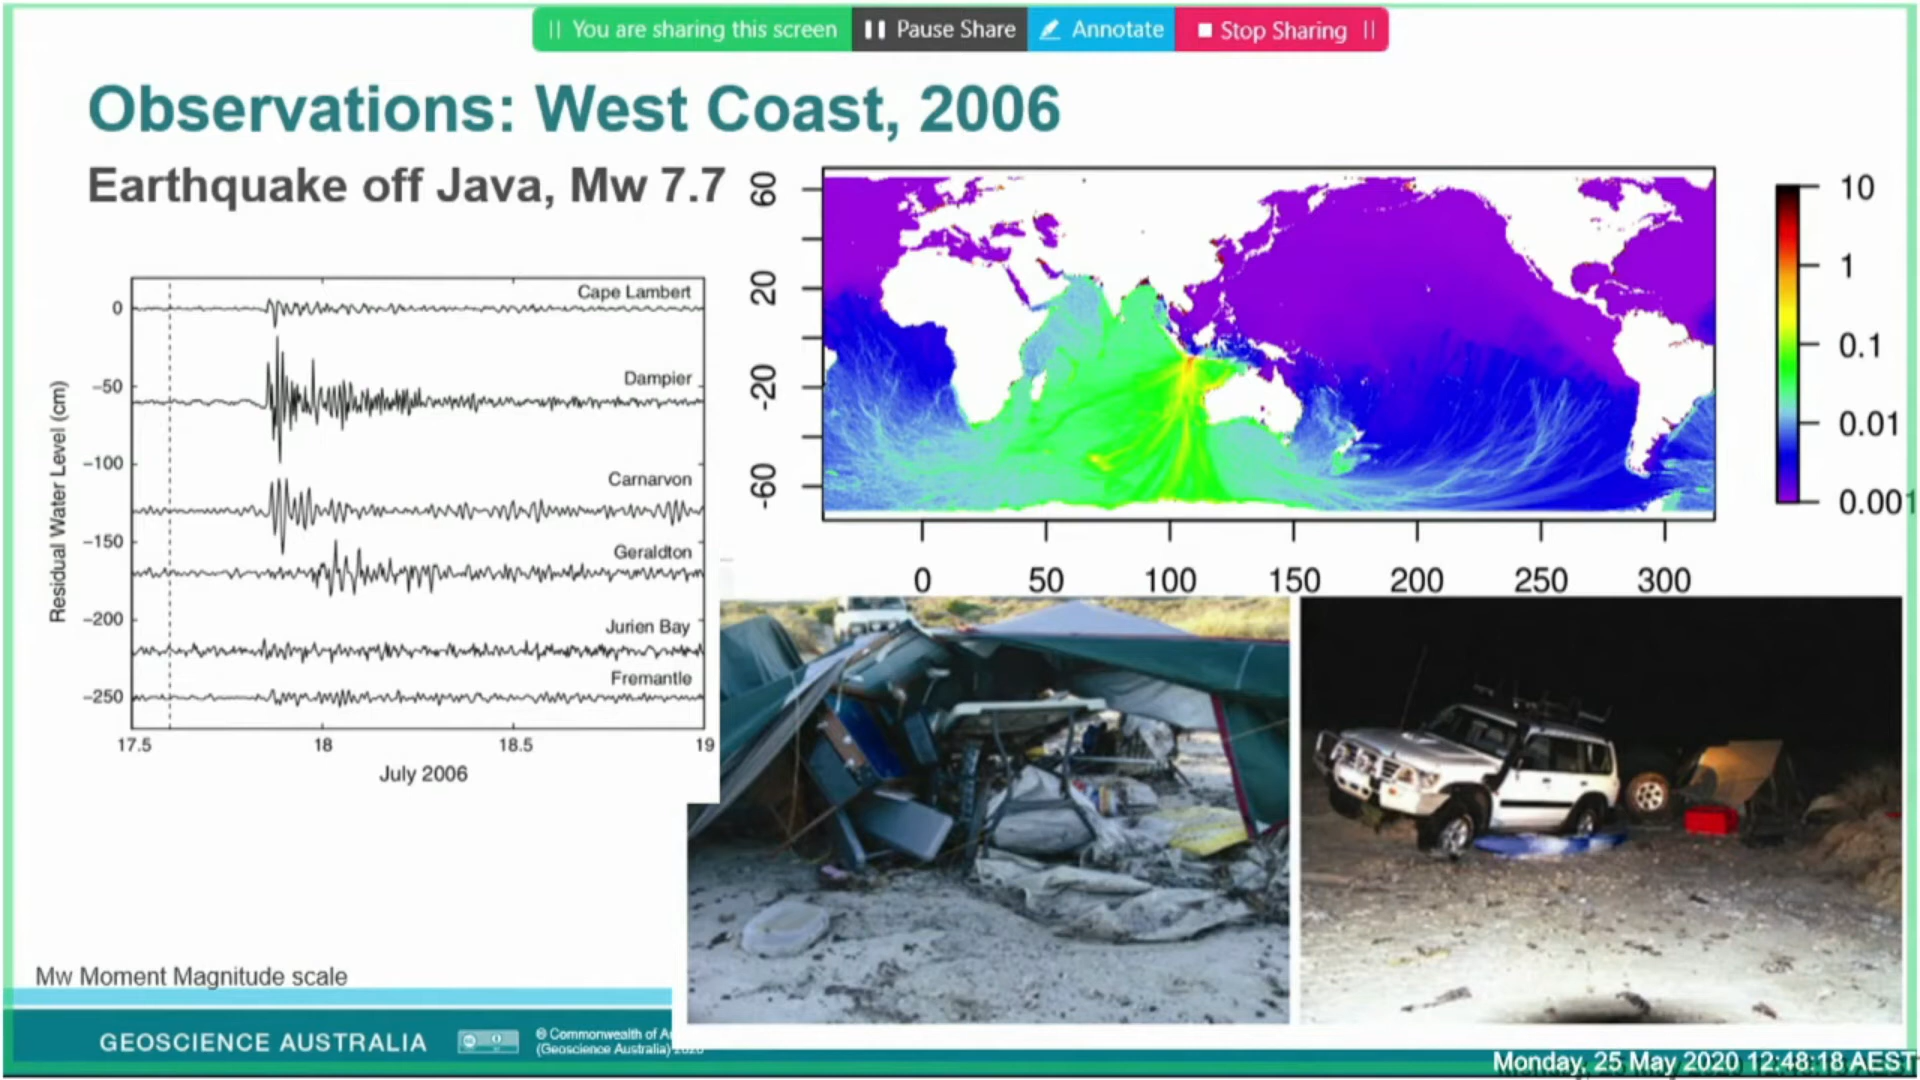 You are sharing this screen
Pause Share
Annotate
Stop Sharing
Observations: West Coast, 2006
Earthquake off Java, Mw 7.7
Residual Water Level (cm)
0
−50
−100
−150
−200
−250
Cape Lambert
Dampier
Carnarvon
Geraldton
Jurien Bay
Fremantle
17.5 18 18.5 19
July 2006
60
20
-20
-60
0 50 100 150 200 250 300
10
1
0.1
0.01
0.001
Mw Moment Magnitude scale
GEOSCIENCE AUSTRALIA
© Commonwealth of
(Geoscience Australia) 2020
Monday, 25 May 2020 12:48:18 AEST